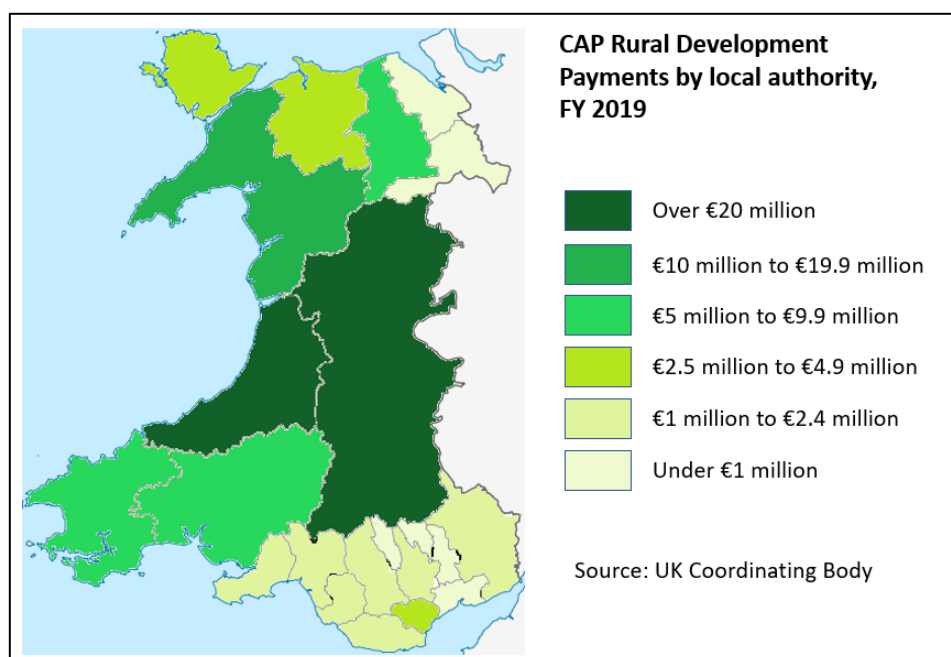 CAP Rural Development
Payments by local authority,
FY 2019
Over €20 million
€10 million to €19.9 million
€5 million to €9.9 million
€2.5 million to €4.9 million
€1 million to €2.4 million
Under €1 million
Source: UK Coordinating Body